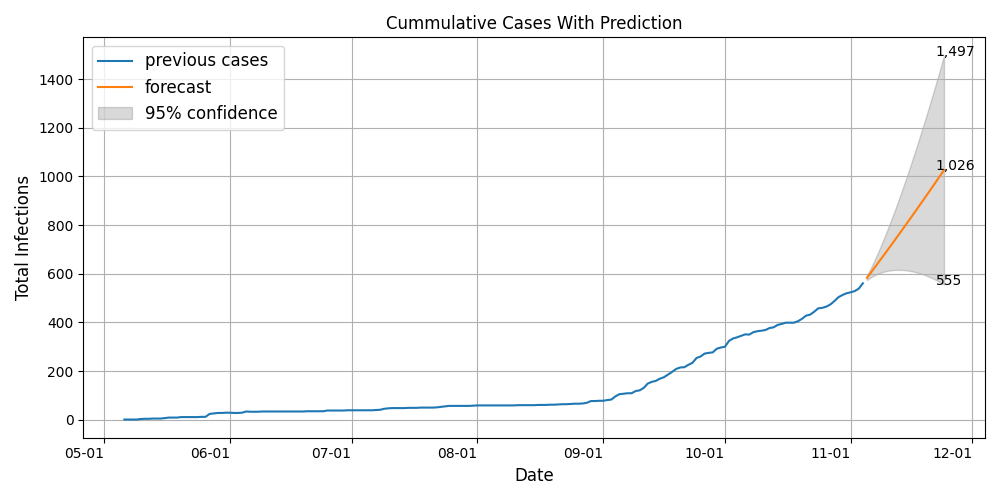 Cummulative Cases With Prediction
previous cases
forecast
95% confidence
1,497
1,026
555
Total Infections
1400
1200
1000
800
600
400
200
0
05-01 06-01 07-01 08-01 09-01 10-01 11-01 12-01
Date